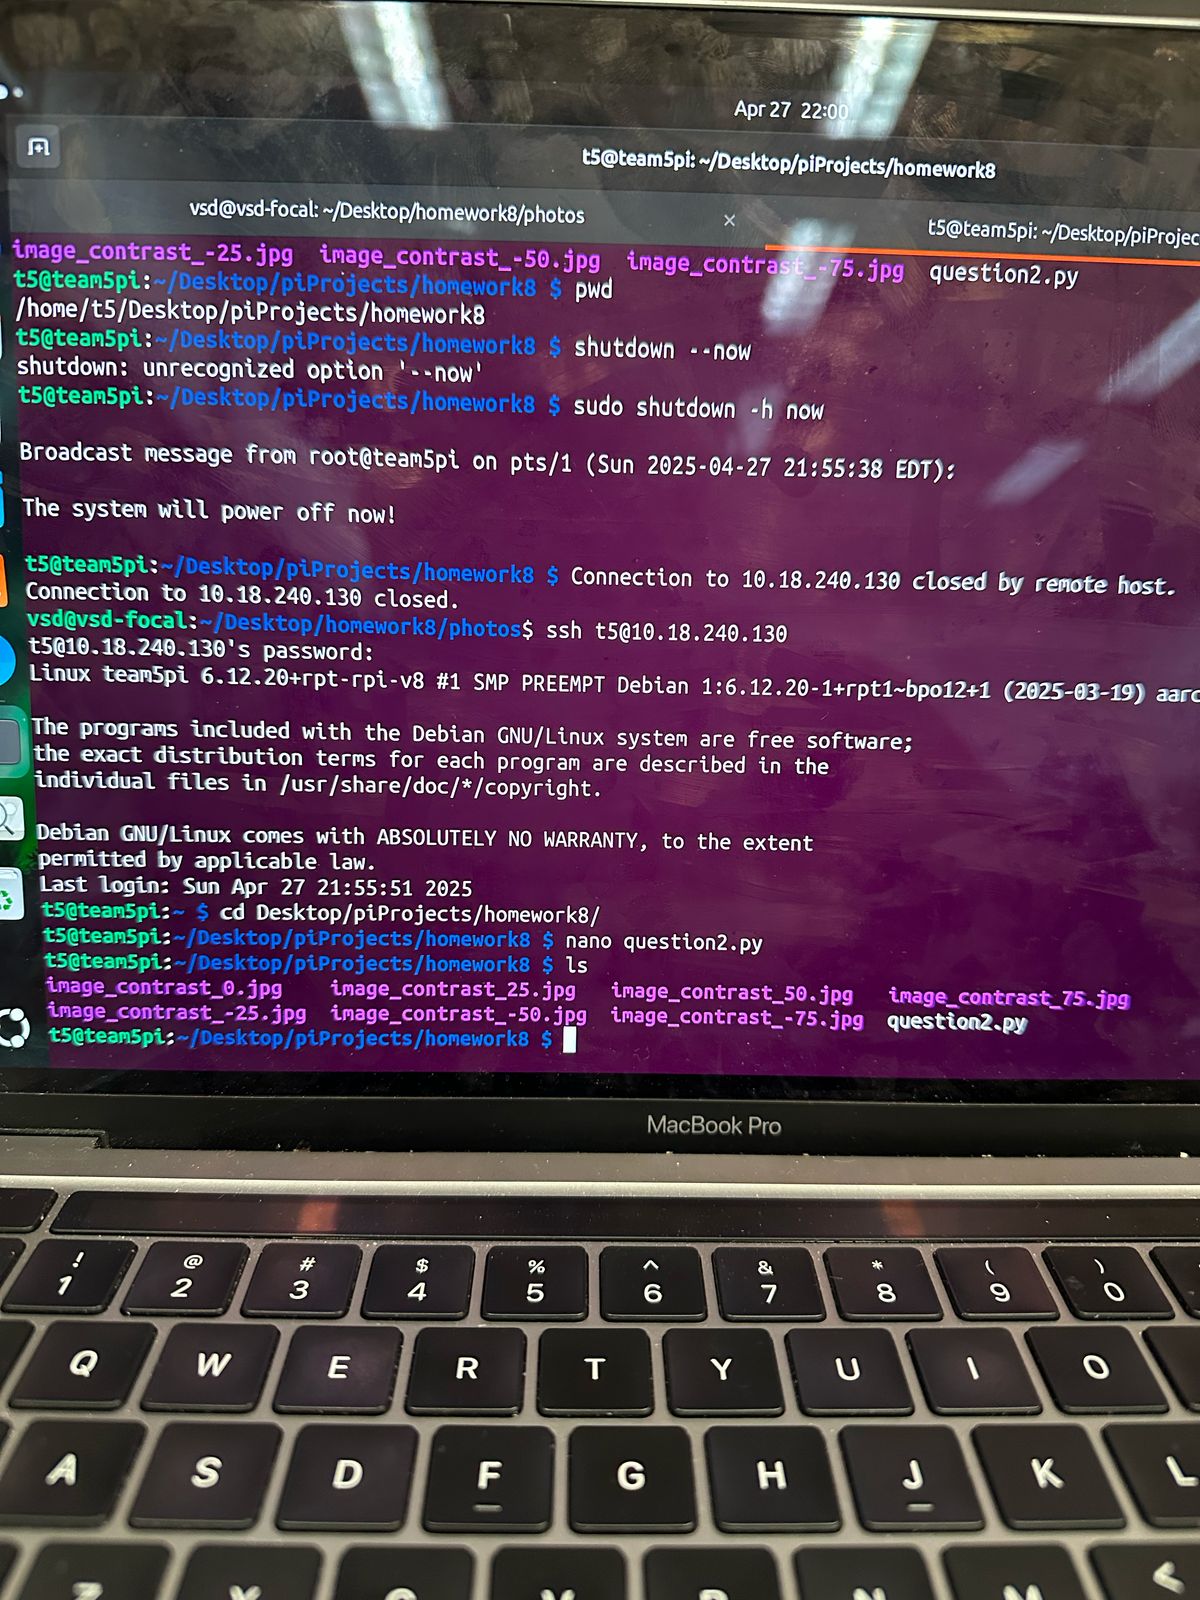 Apr 27 22:00
t5@team5pi: ~/Desktop/piProjects/homework8
vsd@vsd-focal: ~/Desktop/homework8/photos × t5@team5pi: ~/Desktop/piProjec
image_contrast_-25.jpg image_contrast_-50.jpg image_contrast_-75.jpg question2.py
t5@team5pi:~/Desktop/piProjects/homework8 $ pwd
/home/t5/Desktop/piProjects/homework8
t5@team5pi:~/Desktop/piProjects/homework8 $ shutdown --now
shutdown: unrecognized option '--now'
t5@team5pi:~/Desktop/piProjects/homework8 $ sudo shutdown -h now
Broadcast message from root@team5pi on pts/1 (Sun 2025-04-27 21:55:38 EDT):
The system will power off now!
t5@team5pi:~/Desktop/piProjects/homework8 $ Connection to 10.18.240.130 closed by remote host.
Connection to 10.18.240.130 closed.
vsd@vsd-focal:~/Desktop/homework8/photos$ ssh t5@10.18.240.130
t5@10.18.240.130's password:
Linux team5pi 6.12.20+rpt-rpi-v8 #1 SMP PREEMPT Debian 1:6.12.20-1+rpt1~bpo12+1 (2025-03-19) aarc
The programs included with the Debian GNU/Linux system are free software;
the exact distribution terms for each program are described in the
individual files in /usr/share/doc/*/copyright.
Debian GNU/Linux comes with ABSOLUTELY NO WARRANTY, to the extent
permitted by applicable law.
Last login: Sun Apr 27 21:55:51 2025
t5@team5pi:~ $ cd Desktop/piProjects/homework8/
t5@team5pi:~/Desktop/piProjects/homework8 $ nano question2.py
t5@team5pi:~/Desktop/piProjects/homework8 $ ls
image_contrast_0.jpg image_contrast_25.jpg image_contrast_50.jpg image_contrast_75.jpg
image_contrast_-25.jpg image_contrast_-50.jpg image_contrast_-75.jpg question2.py
t5@team5pi:~/Desktop/piProjects/homework8 $
MacBook Pro
! @ # $ % ^ & * ( )
1 2 3 4 5 6 7 8 9 0
Q W E R T Y U I O
A S D F G H J K L